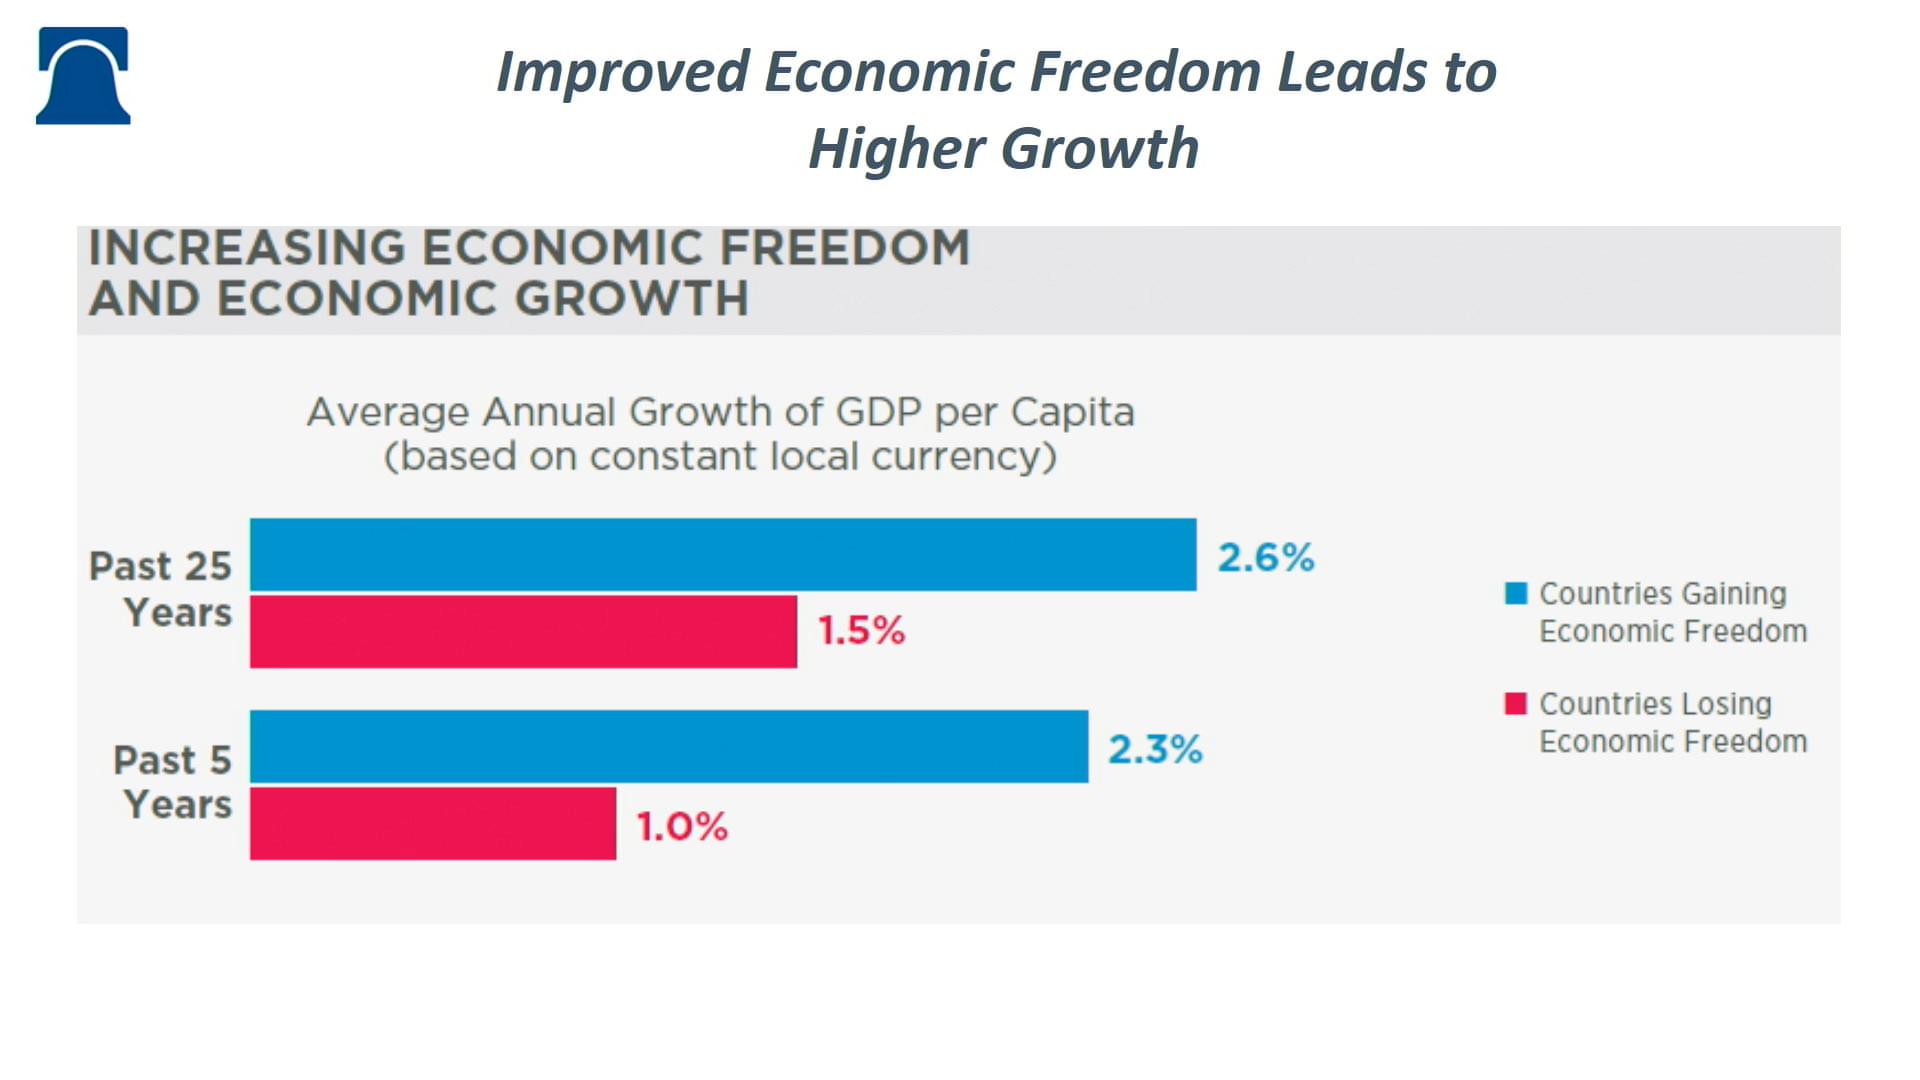 Improved Economic Freedom Leads to
Higher Growth
INCREASING ECONOMIC FREEDOM
AND ECONOMIC GROWTH
Average Annual Growth of GDP per Capita
(based on constant local currency)
Past 25
Years
2.6%
1.5%
Past 5
Years
2.3%
1.0%
Countries Gaining
Economic Freedom
Countries Losing
Economic Freedom